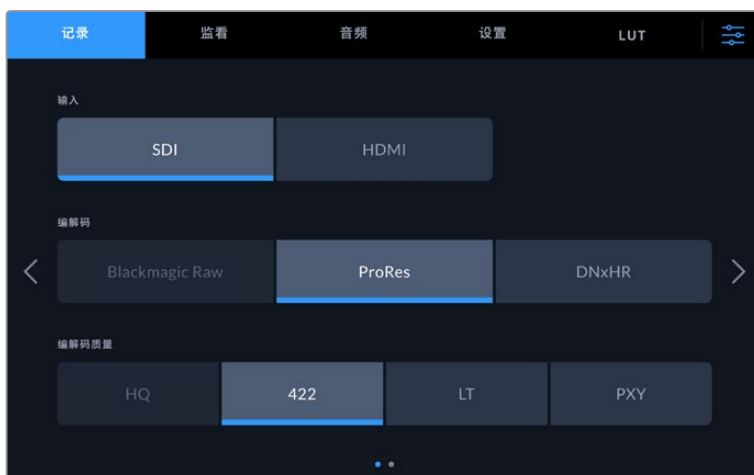 记录 监看 音频 设置 LUT
输入
SDI HDMI
编解码
Blackmagic Raw ProRes DNxHR
编解码质量
HQ 422 LT PXY